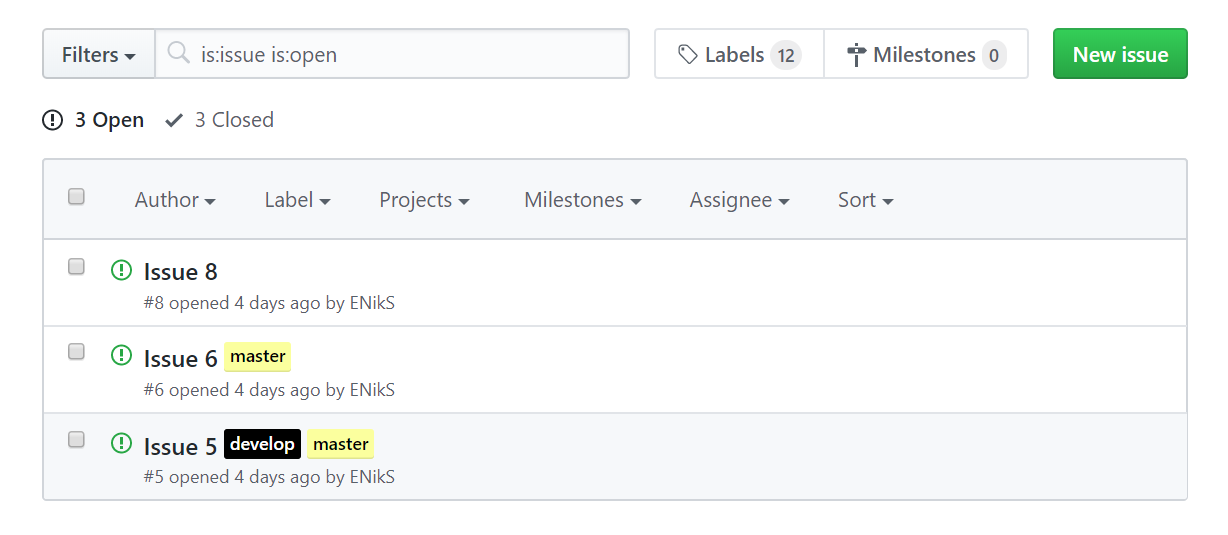 Filters is:issue is:open Labels 12 Milestones 0 New issue
3 Open 3 Closed
Author Label Projects Milestones Assignee Sort
Issue 8
#8 opened 4 days ago by ENikS
Issue 6 master
#6 opened 4 days ago by ENikS
Issue 5 develop master
#5 opened 4 days ago by ENikS